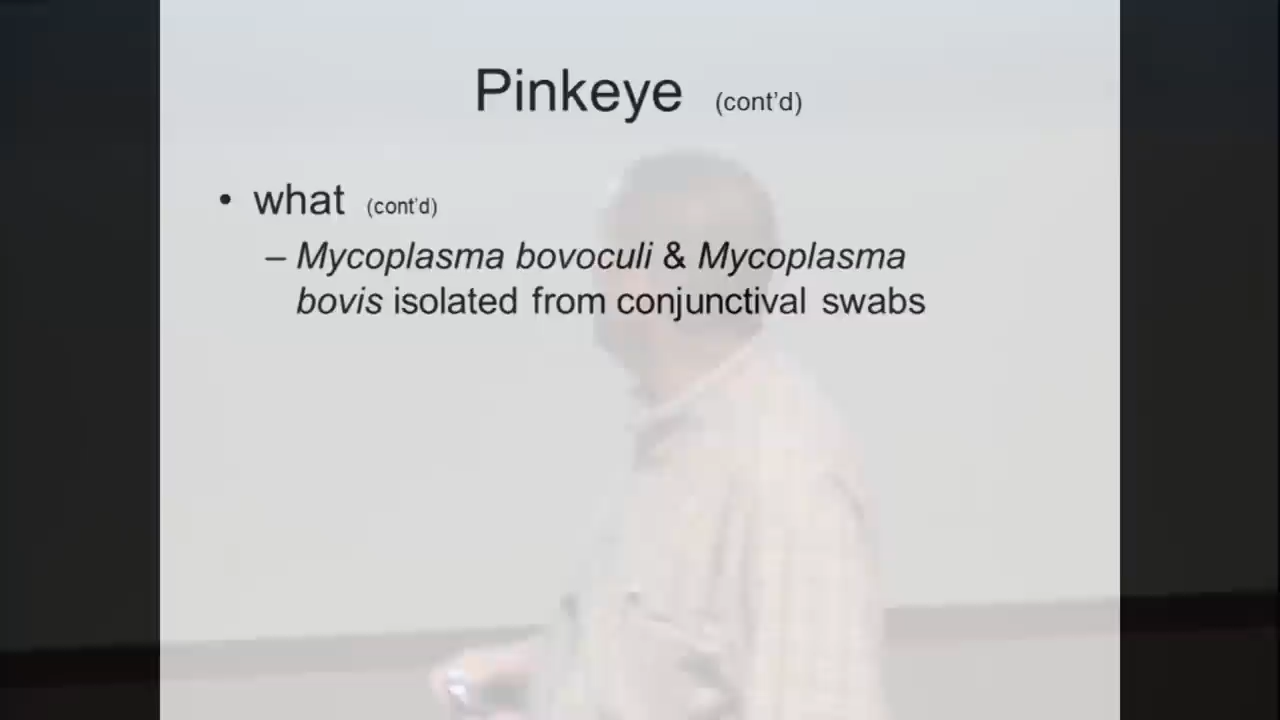 Pinkeye (cont'd)
• what (cont'd)
– Mycoplasma bovoculi & Mycoplasma
bovis isolated from conjunctival swabs